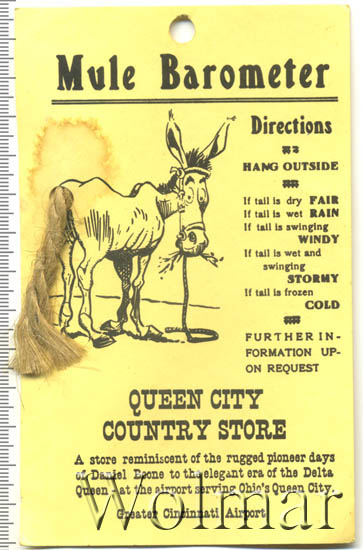 Mule Barometer
Directions
HANG OUTSIDE
If tail is dry FAIR
If tail is wet RAIN
If tail is swinging
WINDY
If tail is wet and
swinging
STORMY
If tail is frozen
COLD
FURTHER IN-
FORMATION UP-
ON REQUEST
QUEEN CITY
COUNTRY STORE
A store reminiscent of the rugged pioneer days
of Daniel Boone to the elegant era of the Delta
Queen - at the airport serving Ohio's Queen City.
Greater Cincinnati Airport
Wolmar